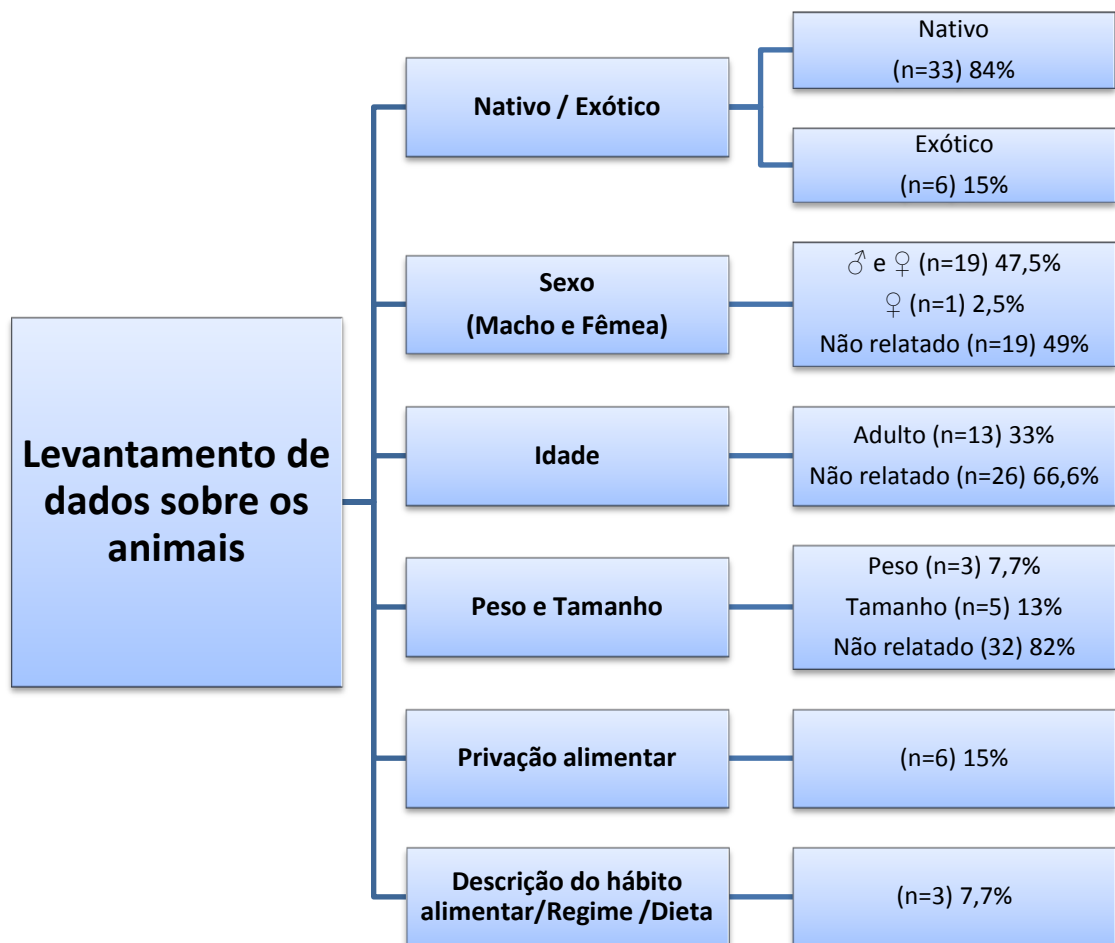 Levantamento de
dados sobre os
animais
Nativo / Exótico
Nativo
(n=33) 84%
Exótico
(n=6) 15%
Sexo
(Macho e Fêmea)
♂ e ♀ (n=19) 47,5%
♀ (n=1) 2,5%
Não relatado (n=19) 49%
Idade
Adulto (n=13) 33%
Não relatado (n=26) 66,6%
Peso e Tamanho
Peso (n=3) 7,7%
Tamanho (n=5) 13%
Não relatado (32) 82%
Privação alimentar
(n=6) 15%
Descrição do hábito
alimentar/Regime /Dieta
(n=3) 7,7%